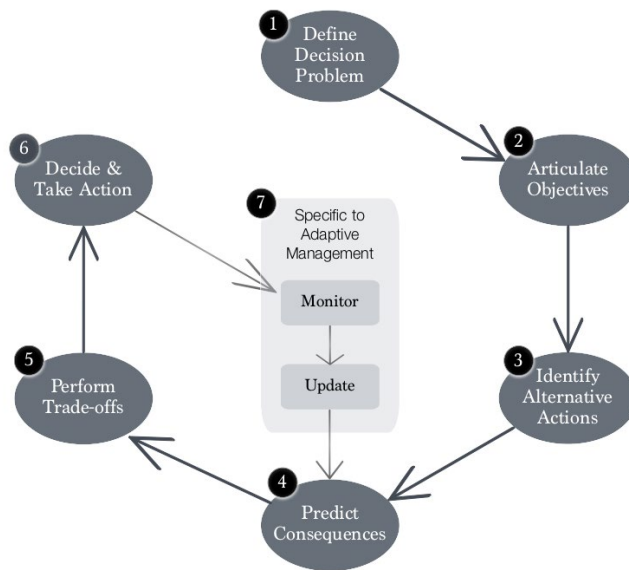 1
Define
Decision
Problem
2
Articulate
Objectives
3
Identify
Alternative
Actions
4
Predict
Consequences
5
Perform
Trade-offs
6
Decide &
Take Action
7
Specific to
Adaptive
Management
Monitor
Update